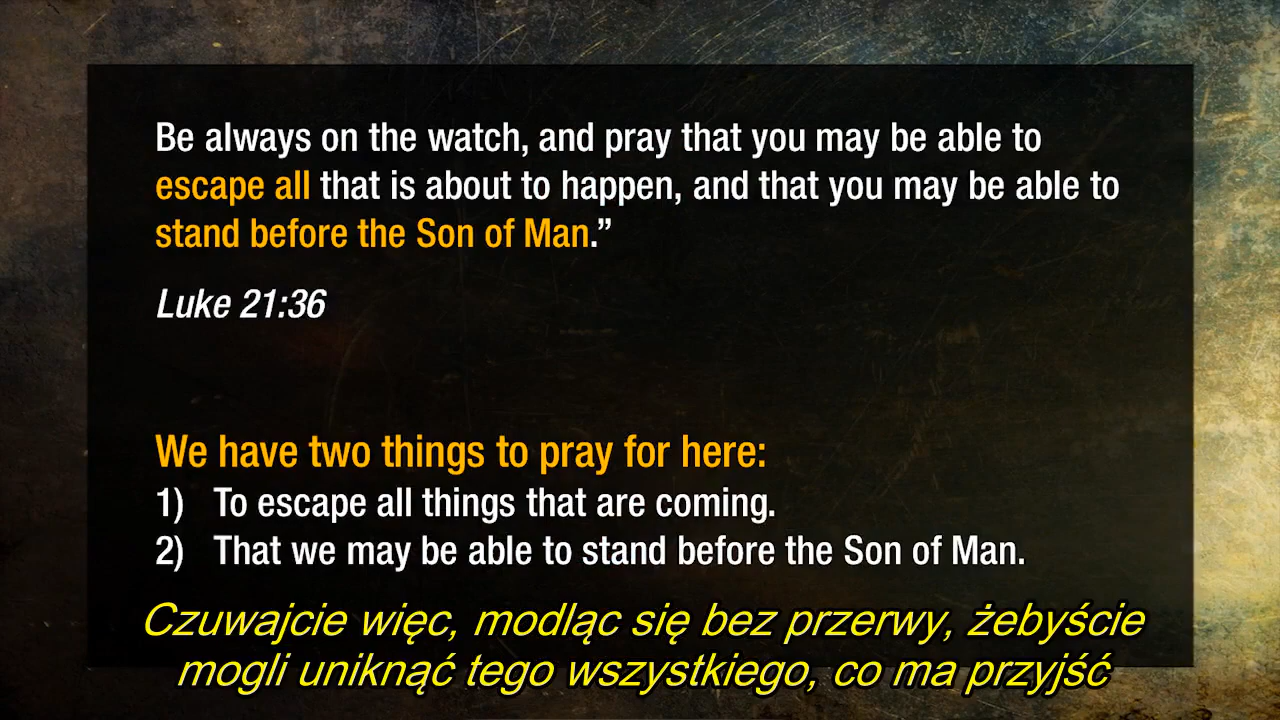 Be always on the watch, and pray that you may be able to
escape all that is about to happen, and that you may be able to
stand before the Son of Man.”
Luke 21:36
We have two things to pray for here:
1) To escape all things that are coming.
2) That we may be able to stand before the Son of Man.
Czuwajcie więc, modląc się bez przerwy, żebyście
mogli uniknąć tego wszystkiego, co ma przyjść